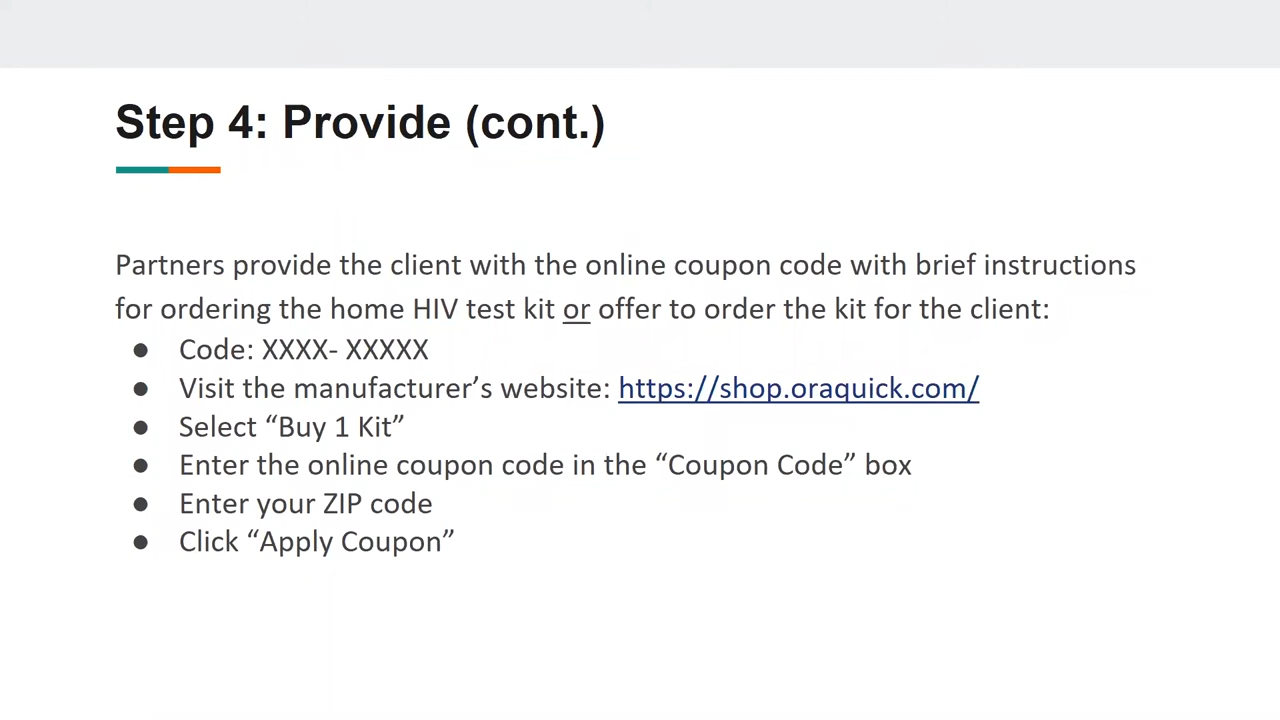 Step 4: Provide (cont.)
Partners provide the client with the online coupon code with brief instructions
for ordering the home HIV test kit or offer to order the kit for the client:
● Code: XXXX- XXXXX
● Visit the manufacturer’s website: https://shop.oraquick.com/
● Select “Buy 1 Kit”
● Enter the online coupon code in the “Coupon Code” box
● Enter your ZIP code
● Click “Apply Coupon”